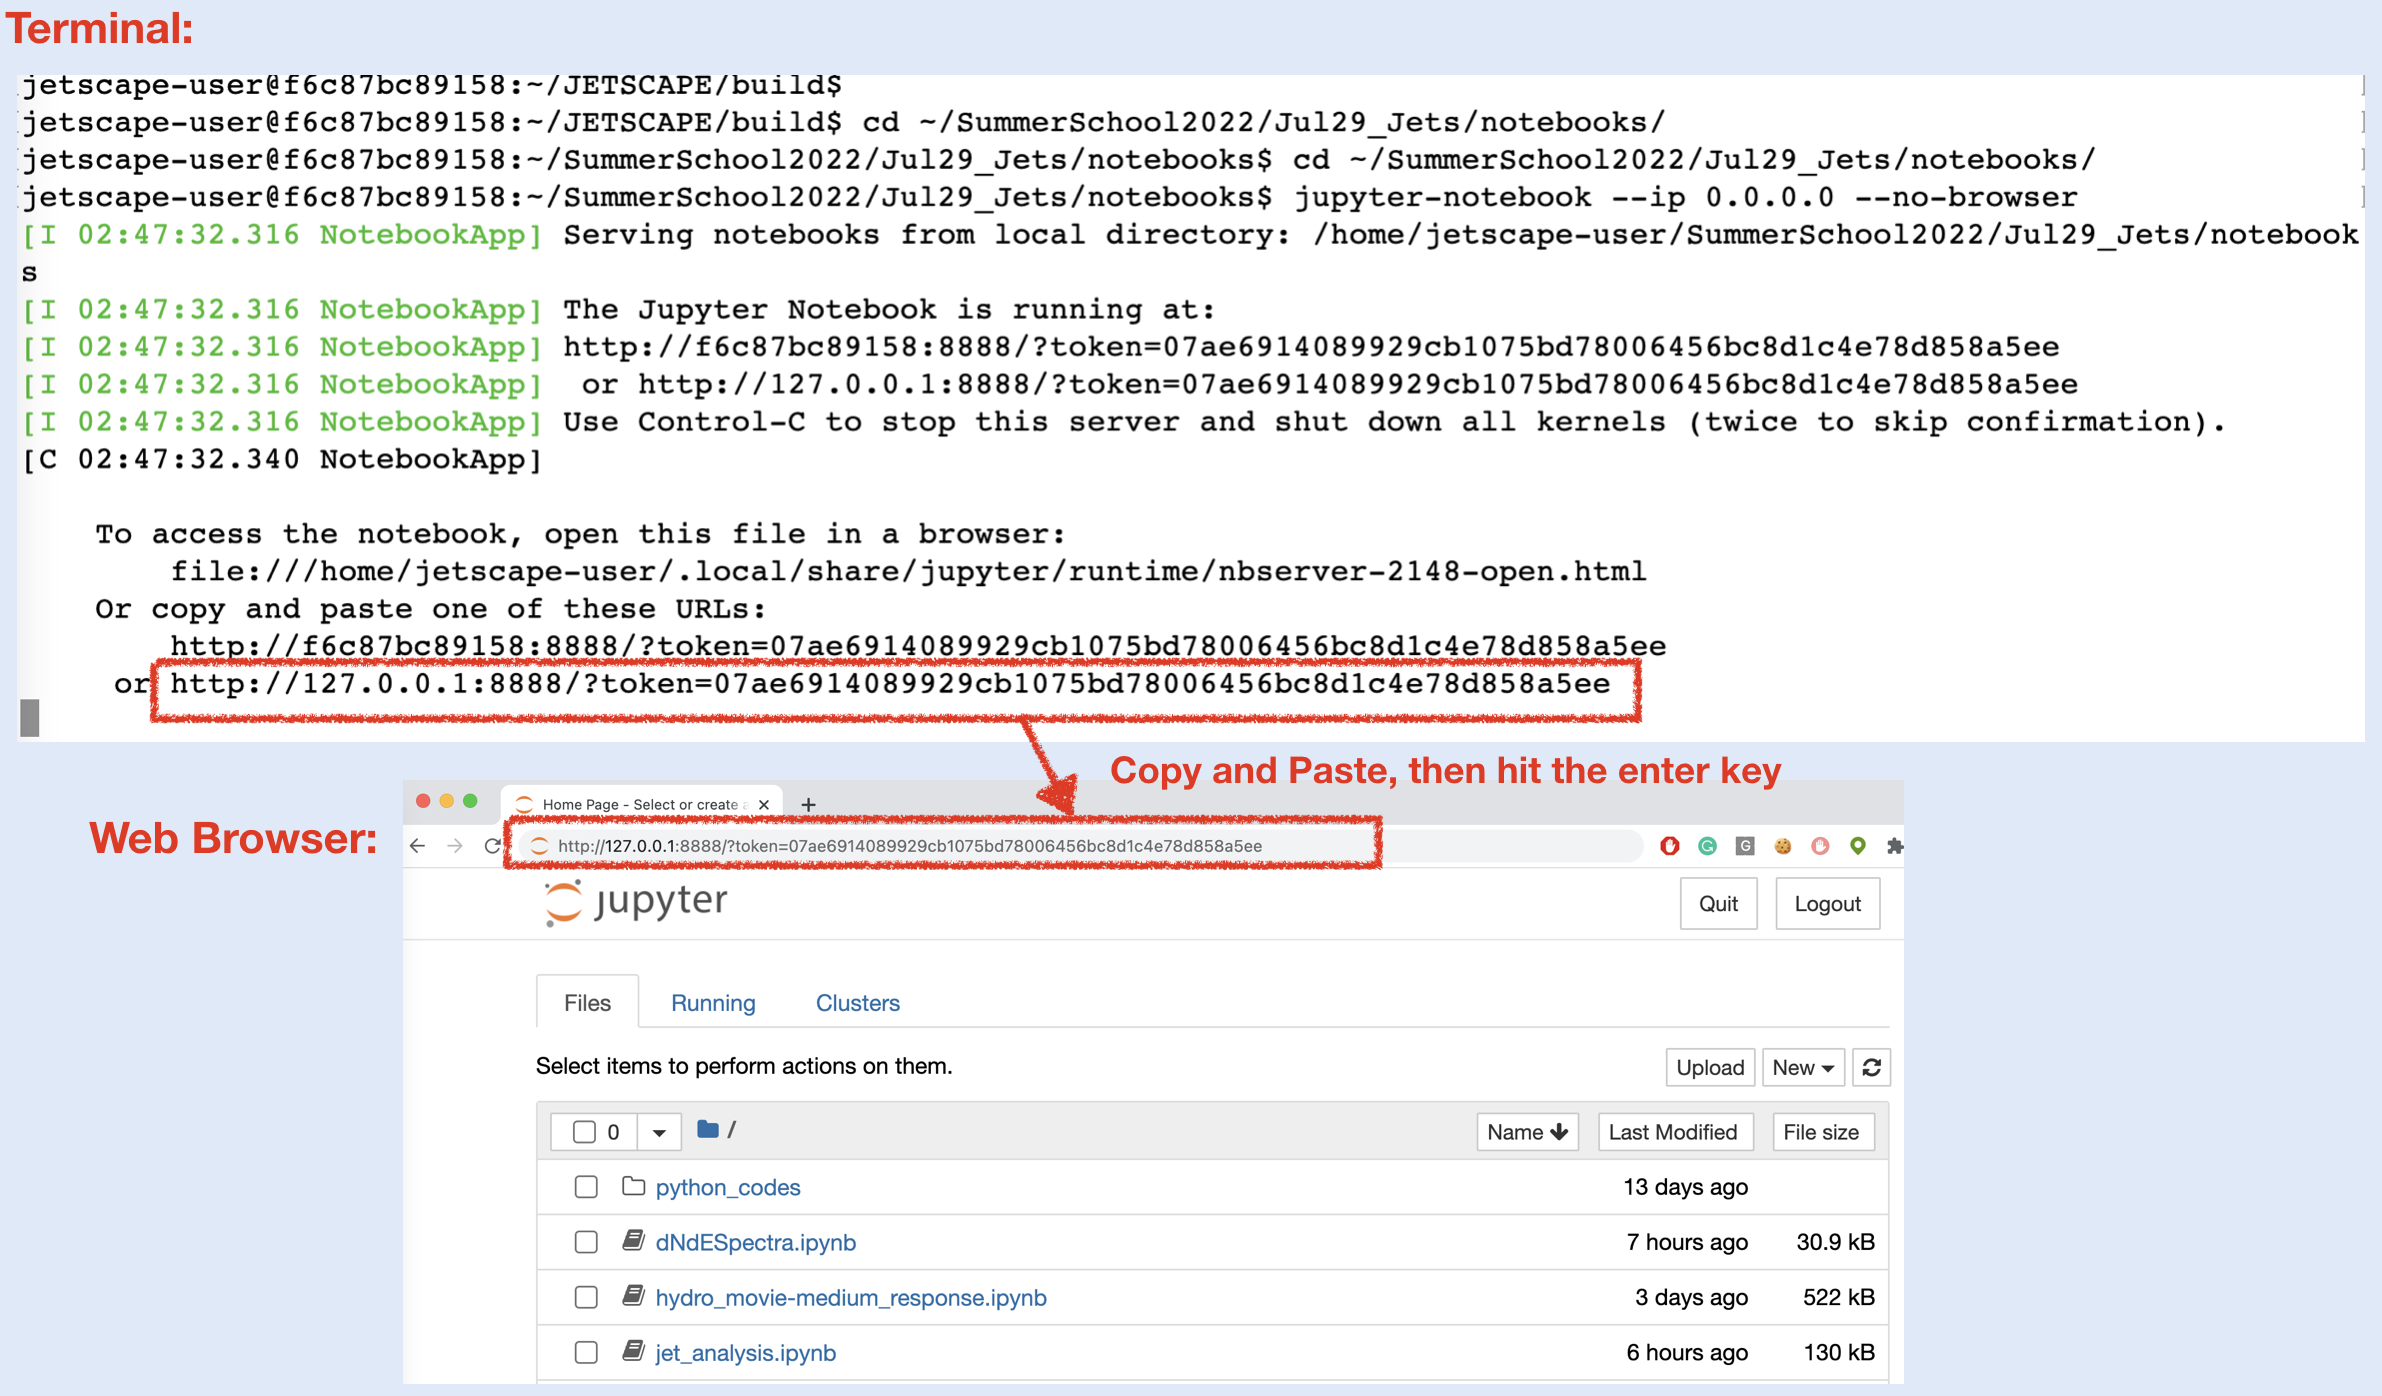 Terminal:
jetscape-user@f6c87bc89158:~/JETSCAPE/build$
jetscape-user@f6c87bc89158:~/JETSCAPE/build$ cd ~/SummerSchool2022/Jul29_Jets/notebooks/
jetscape-user@f6c87bc89158:~/SummerSchool2022/Jul29_Jets/notebooks$ cd ~/SummerSchool2022/Jul29_Jets/notebooks/
jetscape-user@f6c87bc89158:~/SummerSchool2022/Jul29_Jets/notebooks$ jupyter-notebook --ip 0.0.0.0 --no-browser
[I 02:47:32.316 NotebookApp] Serving notebooks from local directory: /home/jetscape-user/SummerSchool2022/Jul29_Jets/notebook
s
[I 02:47:32.316 NotebookApp] The Jupyter Notebook is running at:
[I 02:47:32.316 NotebookApp] http://f6c87bc89158:8888/?token=07ae6914089929cb1075bd78006456bc8d1c4e78d858a5ee
[I 02:47:32.316 NotebookApp]  or http://127.0.0.1:8888/?token=07ae6914089929cb1075bd78006456bc8d1c4e78d858a5ee
[I 02:47:32.316 NotebookApp] Use Control-C to stop this server and shut down all kernels (twice to skip confirmation).
[C 02:47:32.340 NotebookApp]
To access the notebook, open this file in a browser:
file:///home/jetscape-user/.local/share/jupyter/runtime/nbserver-2148-open.html
Or copy and paste one of these URLs:
http://f6c87bc89158:8888/?token=07ae6914089929cb1075bd78006456bc8d1c4e78d858a5ee
or http://127.0.0.1:8888/?token=07ae6914089929cb1075bd78006456bc8d1c4e78d858a5ee
Copy and Paste, then hit the enter key
Web Browser:
Home Page - Select or create a
http://127.0.0.1:8888/?token=07ae6914089929cb1075bd78006456bc8d1c4e78d858a5ee
jupyter
Quit Logout
Files Running Clusters
Select items to perform actions on them.
Upload New
0 / Name Last Modified File size
python_codes 13 days ago
dNdESpectra.ipynb 7 hours ago 30.9 kB
hydro_movie-medium_response.ipynb 3 days ago 522 kB
jet_analysis.ipynb 6 hours ago 130 kB